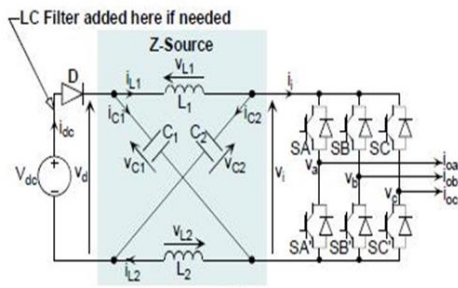 LC Filter added here if needed
Z-Source
D
iL1
vL1
L1
ii
iC1
iC2
C1
C2
idc
Vdc
vd
vC1
vC2
vi
SA
SB
SC
va
vb
vc
ioa
iob
ioc
vL2
iL2
L2
SA'
SB'
SC'